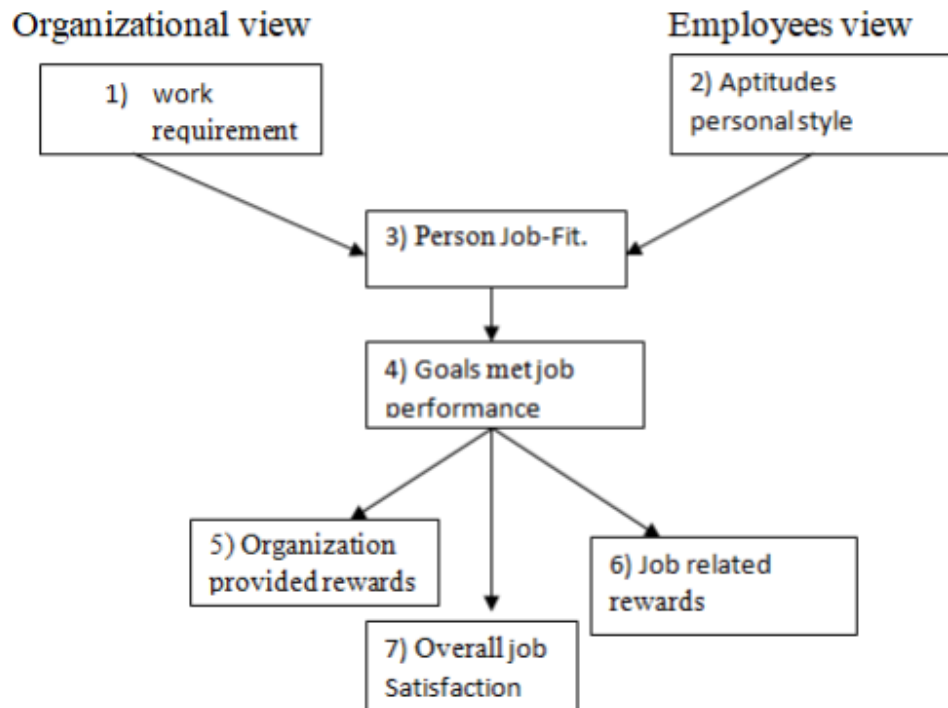 Organizational view
Employees view
1) work
requirement
2) Aptitudes
personal style
3) Person Job-Fit.
4) Goals met job
performance
5) Organization
provided rewards
6) Job related
rewards
7) Overall job
Satisfaction